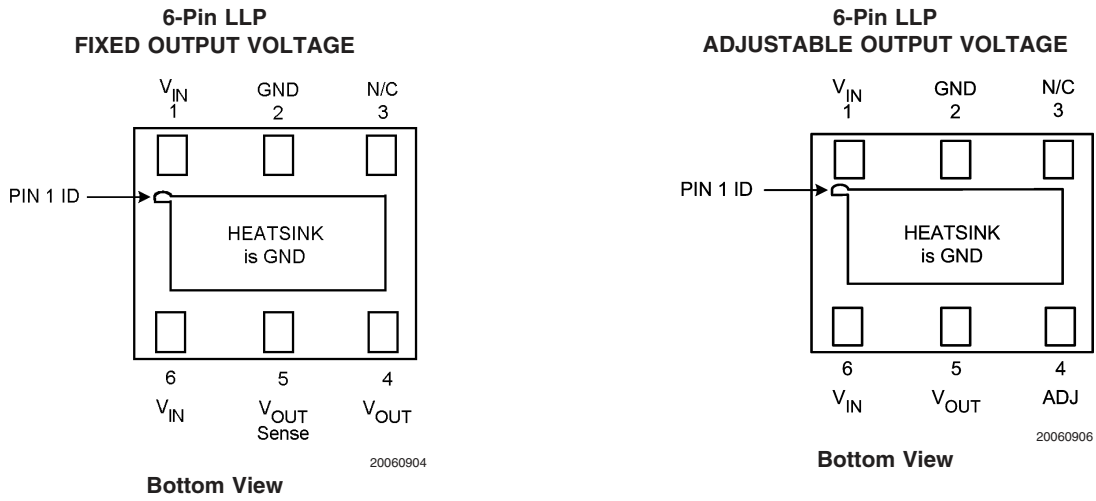 6-Pin LLP
FIXED OUTPUT VOLTAGE
VIN GND N/C
1 2 3
PIN 1 ID
HEATSINK
is GND
6 5 4
VIN VOUT VOUT
Sense
20060904
Bottom View
6-Pin LLP
ADJUSTABLE OUTPUT VOLTAGE
VIN GND N/C
1 2 3
PIN 1 ID
HEATSINK
is GND
6 5 4
VIN VOUT ADJ
20060906
Bottom View